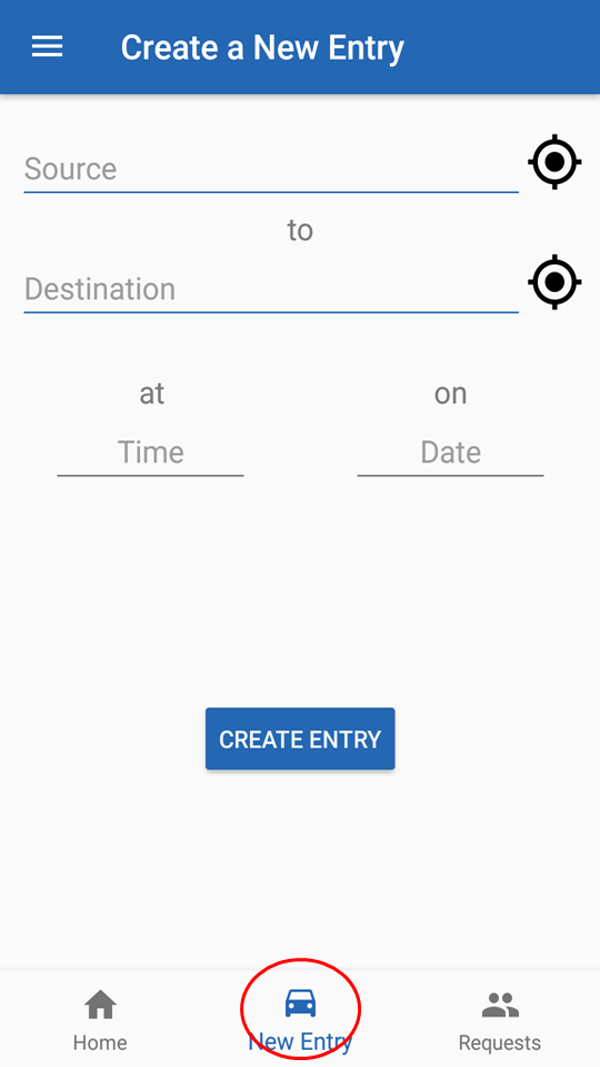 Create a New Entry
Source
to
Destination
at on
Time Date
CREATE ENTRY
Home New Entry Requests